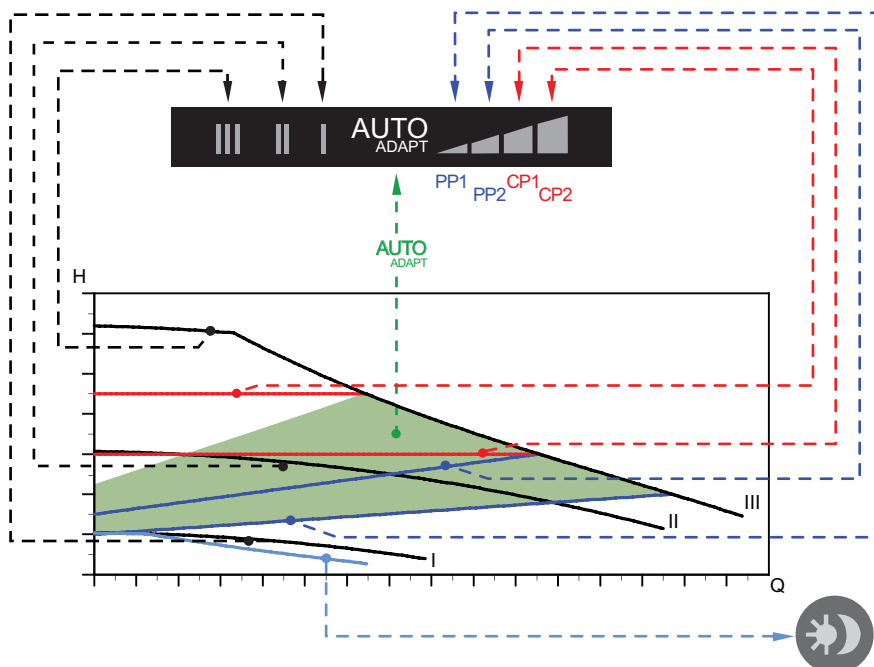 III II I AUTO
ADAPT
PP1 PP2 CP1 CP2
AUTO
ADAPT
H
III
II
I
Q